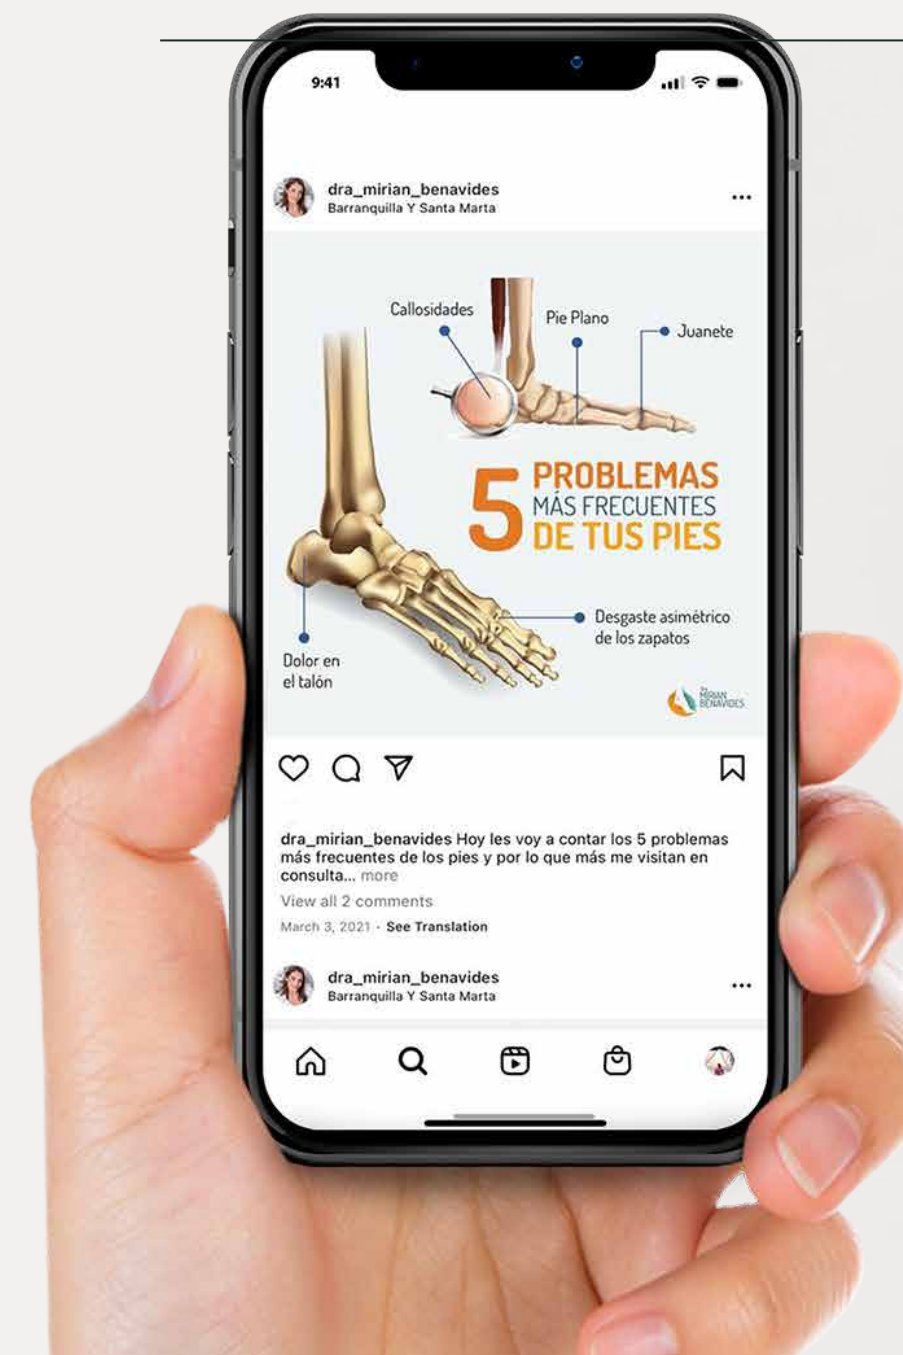 9:41
dra_mirian_benavides
Barranquilla Y Santa Marta
Callosidades
Pie Plano
Juanete
5 PROBLEMAS
MÁS FRECUENTES
DE TUS PIES
Desgaste asimétrico
de los zapatos
Dolor en
el talón
MIRIAN
BENAVIDES
dra_mirian_benavides Hoy les voy a contar los 5 problemas
más frecuentes de los pies y por lo que más me visitan en
consulta... more
View all 2 comments
March 3, 2021 · See Translation
dra_mirian_benavides
Barranquilla Y Santa Marta